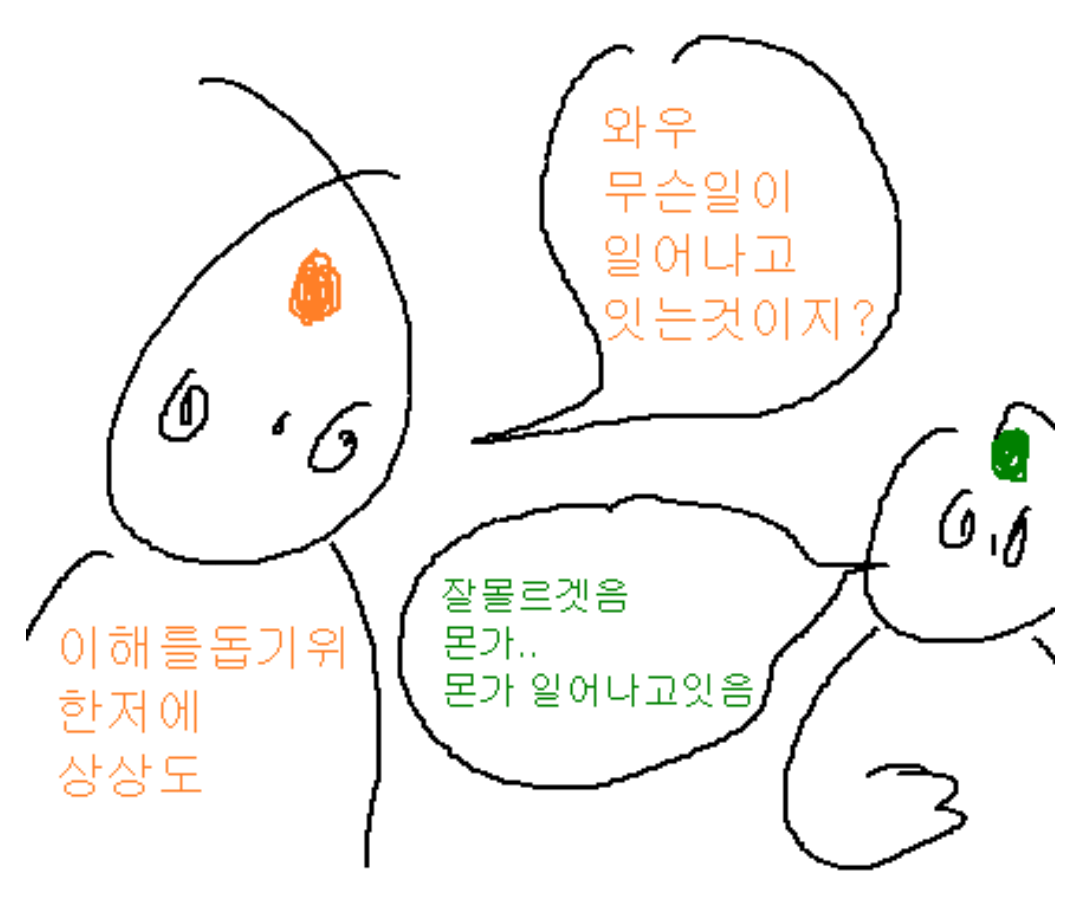 와우
무슨일이
일어나고
잇는것이지?
잘몰르겟음
몬가..
몬가 일어나고잇음
이해를돕기위
한저에
상상도